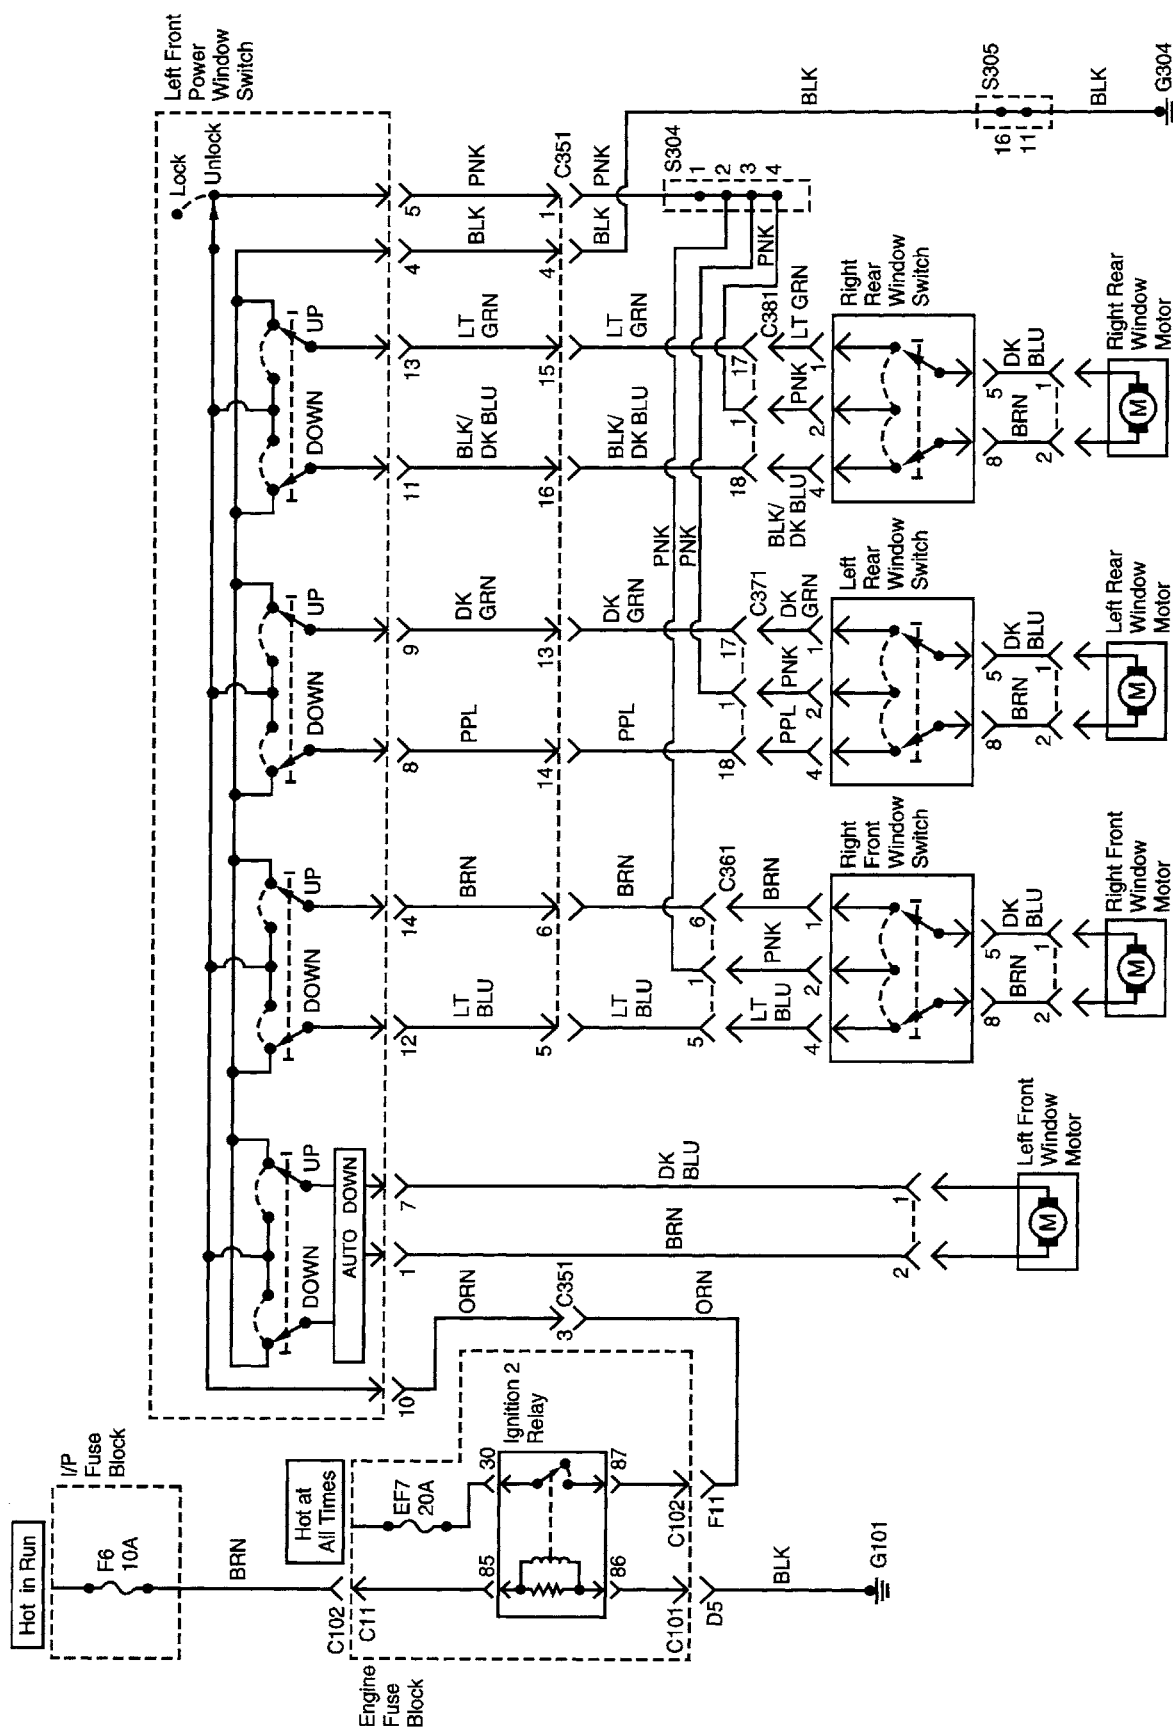 Hot in Run
I/P
Fuse
Block
F6
10A
BRN
C102
C11
Engine
Fuse
Block
Hot at
All Times
EF7
20A
Ignition 2
Relay
85
30
86
87
C101
C102
D5
F11
BLK
G101
Left Front
Power
Window
Switch
Lock
Unlock
DOWN
UP
AUTO DOWN
DOWN
UP
DOWN
UP
DOWN
UP
10
1
7
12
14
8
9
11
13
4
5
ORN
BRN
DK
BLU
LT
BLU
BRN
PPL
DK
GRN
BLK/
DK BLU
LT
GRN
BLK
PNK
3
C351
5
6
14
13
16
15
4
1
C351
ORN
LT
BLU
BRN
PPL
DK
GRN
BLK/
DK BLU
LT
GRN
BLK
PNK
PNK
PNK
PNK
S304
1
2
3
4
BLK
S305
16
11
BLK
G304
5
1
6
C361
LT
BLU
PNK
BRN
4
2
1
Right
Front
Window
Switch
8
5
BRN
DK
BLU
2
1
Right Front
Window
Motor
M
18
1
17
C371
PPL
PNK
DK
GRN
4
2
1
Left
Rear
Window
Switch
8
5
BRN
DK
BLU
2
1
Left Rear
Window
Motor
M
18
1
17
C381
BLK/
DK BLU
PNK
LT GRN
4
2
1
Right
Rear
Window
Switch
8
5
BRN
DK
BLU
2
1
Right Rear
Window
Motor
M
2
1
Left Front
Window
Motor
M